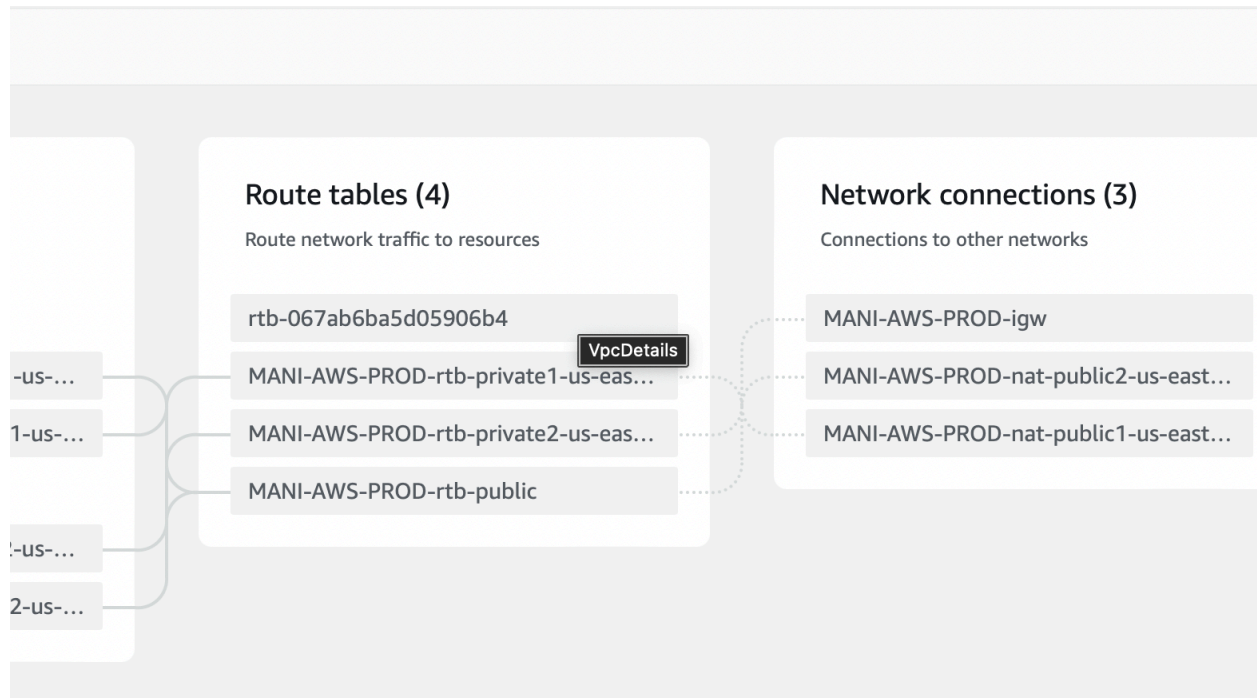 Route tables (4)
Route network traffic to resources
rtb-067ab6ba5d05906b4
VpcDetails
MANI-AWS-PROD-rtb-private1-us-eas...
MANI-AWS-PROD-rtb-private2-us-eas...
MANI-AWS-PROD-rtb-public
Network connections (3)
Connections to other networks
MANI-AWS-PROD-igw
MANI-AWS-PROD-nat-public2-us-east...
MANI-AWS-PROD-nat-public1-us-east...
-us-...
1-us-...
2-us-...
2-us-...